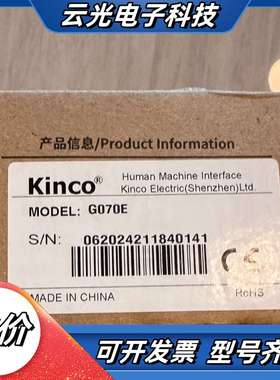 云光电子科技
产品信息/Product Information
Kinco®
Human Machine Interface
Kinco Electric(Shenzhen)Ltd.
MODEL: G070E
S/N: 062024211840141
CE
MADE IN CHINA
RoHS
价
可开发票 型号齐